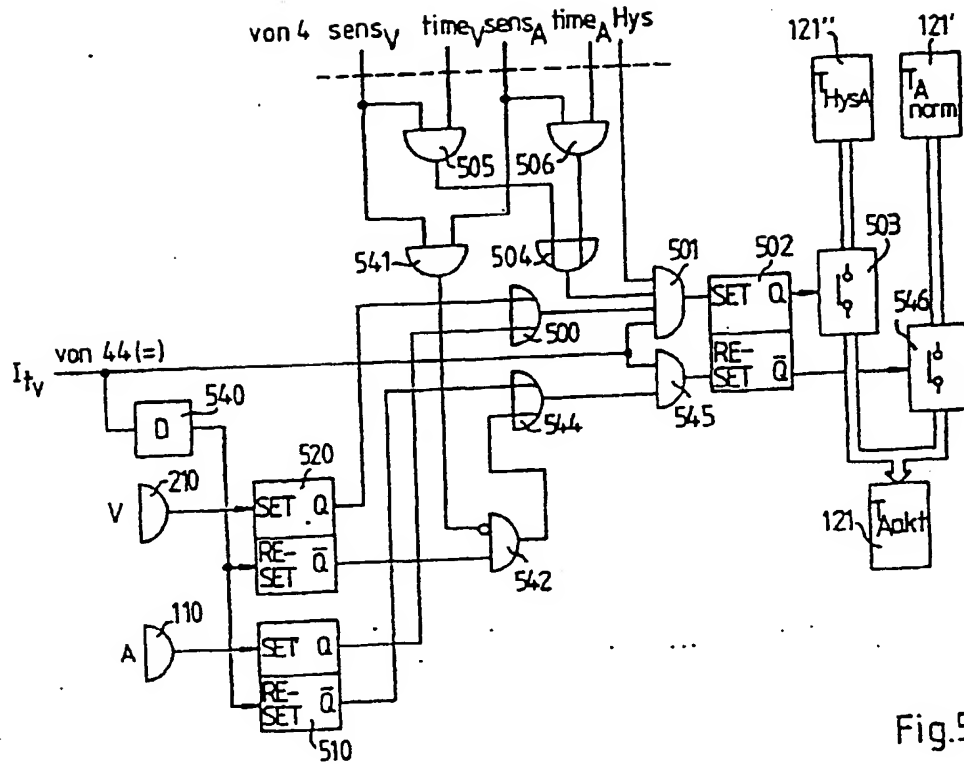 von 4 sensV timeV sensA timeA Hys
121'' 121'
THysA TA norm
505 506
541 504 501 502 503
SET Q
500
546
RE-SET Q̄
von 44 (=)
ItV
540
D
544 545
520
210
V SET Q
RE-SET Q̄
542
121 TAakt
110
A SET Q
RE-SET Q̄
510
Fig.5